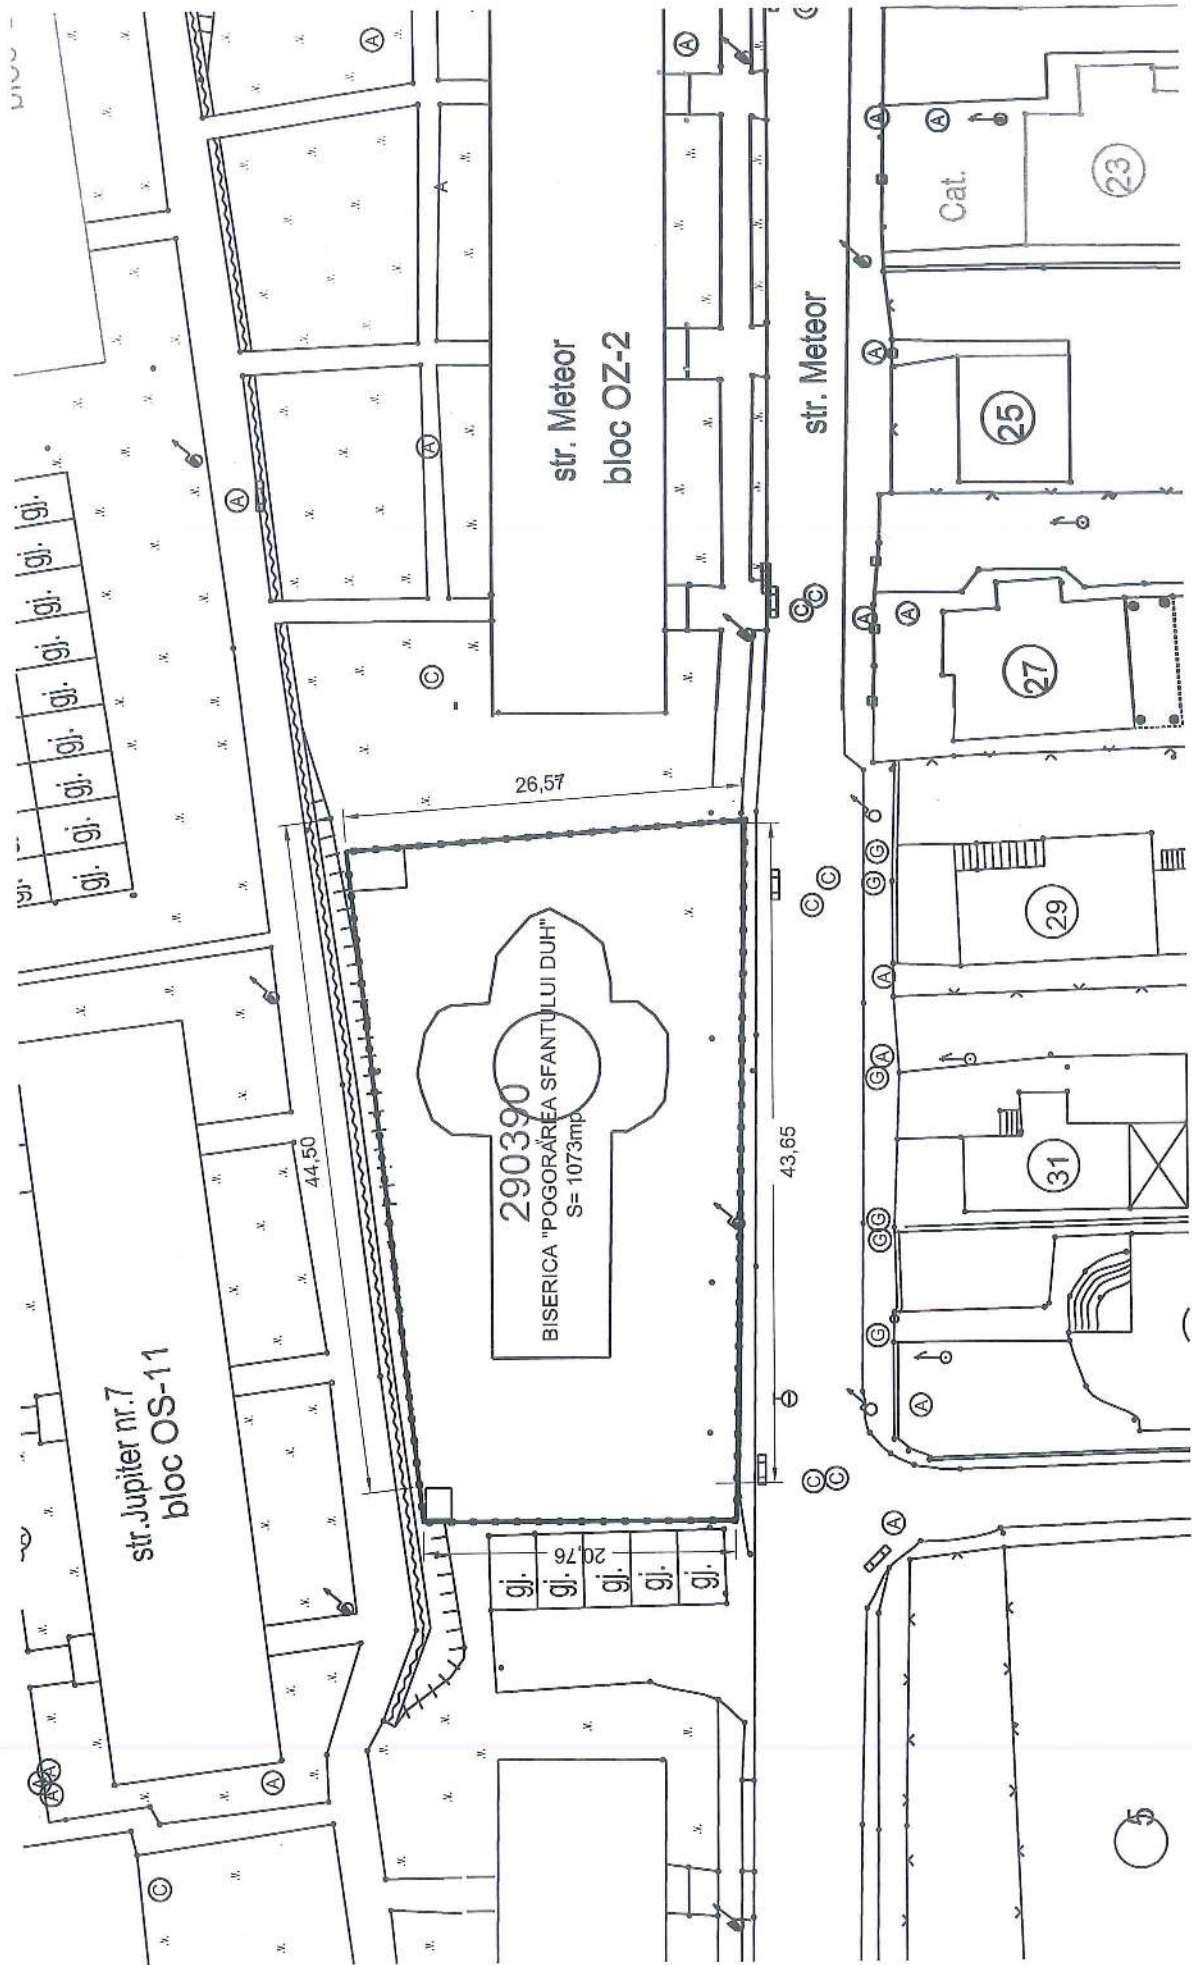 str.Jupiter nr.7
bloc OS-11
gj.
gj.
gj.
gj.
gj.
gj.
gj.
gj.
gj.
A
A
A
C
A
A
A
C
A
A
str. Meteor
bloc OZ-2
str. Meteor
44,50
26,57
43,65
20,76
290390
BISERICA "POGORÂREA SFANTULUI DUH"
S= 1073mp
gj.
gj.
gj.
gj.
gj.
C
C
C
C
C
C
C
A
G
G
A
G
G
A
G
A
G
G
A
A
A
A
A
Cat.
23
25
27
29
31
5